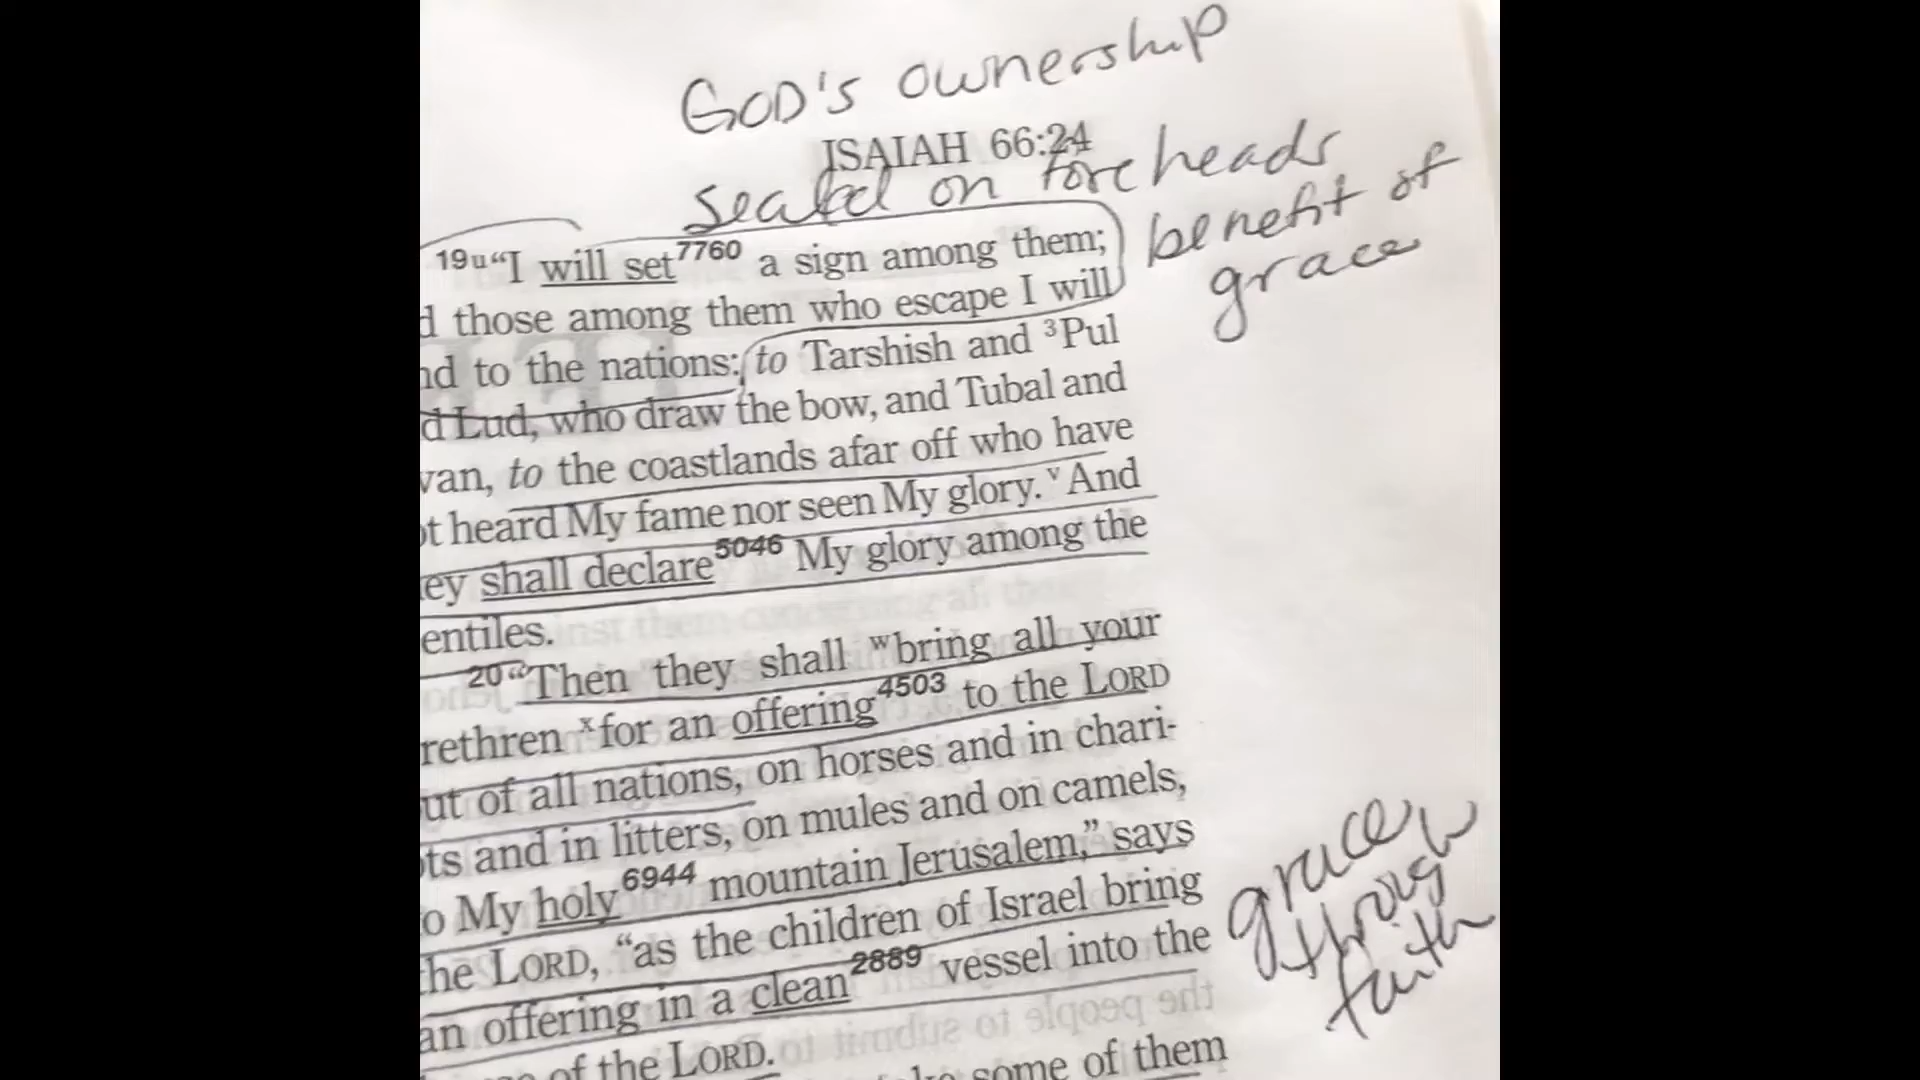 GOD's ownership
ISAIAH 66:24
sealed on foreheads
benefit of
grace
19u“I will set7760 a sign among them;
d those among them who escape I will
nd to the nations: to Tarshish and 3Pul
d Lud, who draw the bow, and Tubal and
van, to the coastlands afar off who have
ot heard My fame nor seen My glory. vAnd
ey shall declare5046 My glory among the
entiles.
20“Then they shall wbring all your
rethren xfor an offering4503 to the LORD
ut of all nations, on horses and in chari-
ots and in litters, on mules and on camels,
o My holy6944 mountain Jerusalem,” says
he LORD, “as the children of Israel bring
an offering in a clean2889 vessel into the
of the LORD.
some of them
grace
through
faith